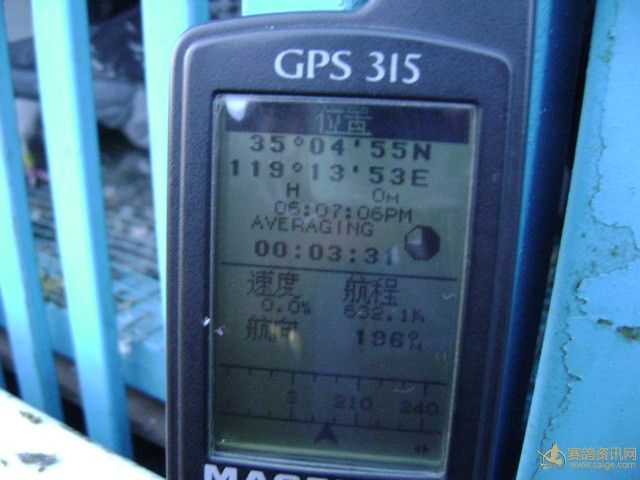 GPS 315
位置
35°04'55N
119°13'53E
H 0M
05:07:06PM
AVERAGING
00:03:31
速度 航程
0.0% 632.1K
航向 196°M
3 210 240
赛鸽资讯网
www.saige.com